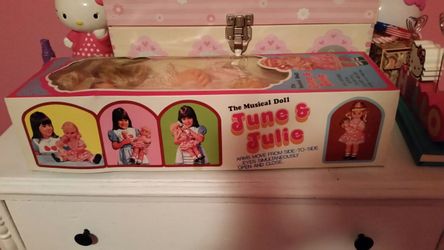 The Musical Doll
June &
Julie
ARMS MOVE FROM SIDE-TO-SIDE
EYES SIMULTANEOUSLY
OPEN AND CLOSE.